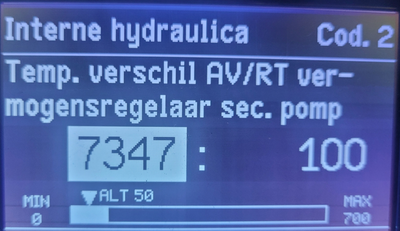 Interne hydraulica Cod. 2
Temp. verschil AV/RT ver-
mogensregelaar sec. pomp
7347 : 100
MIN ALT 50 MAX
0 700